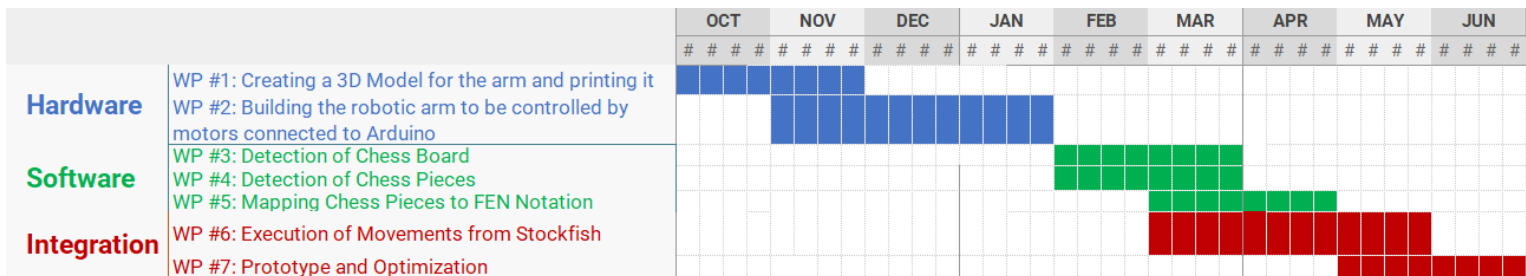 OCT NOV DEC JAN FEB MAR APR MAY JUN
# # # # # # # # # # # # # # # # # # # # # # # # # # # # # # # # # # # #
Hardware
WP #1: Creating a 3D Model for the arm and printing it
WP #2: Building the robotic arm to be controlled by
motors connected to Arduino
Software
WP #3: Detection of Chess Board
WP #4: Detection of Chess Pieces
WP #5: Mapping Chess Pieces to FEN Notation
Integration
WP #6: Execution of Movements from Stockfish
WP #7: Prototype and Optimization